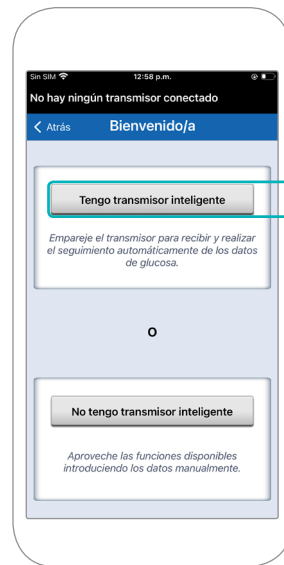 Sin SIM 12:58 p.m.
No hay ningún transmisor conectado
Atrás Bienvenido/a
Tengo transmisor inteligente
Empareje el transmisor para recibir y realizar
el seguimiento automáticamente de los datos
de glucosa.
O
No tengo transmisor inteligente
Aproveche las funciones disponibles
introduciendo los datos manualmente.